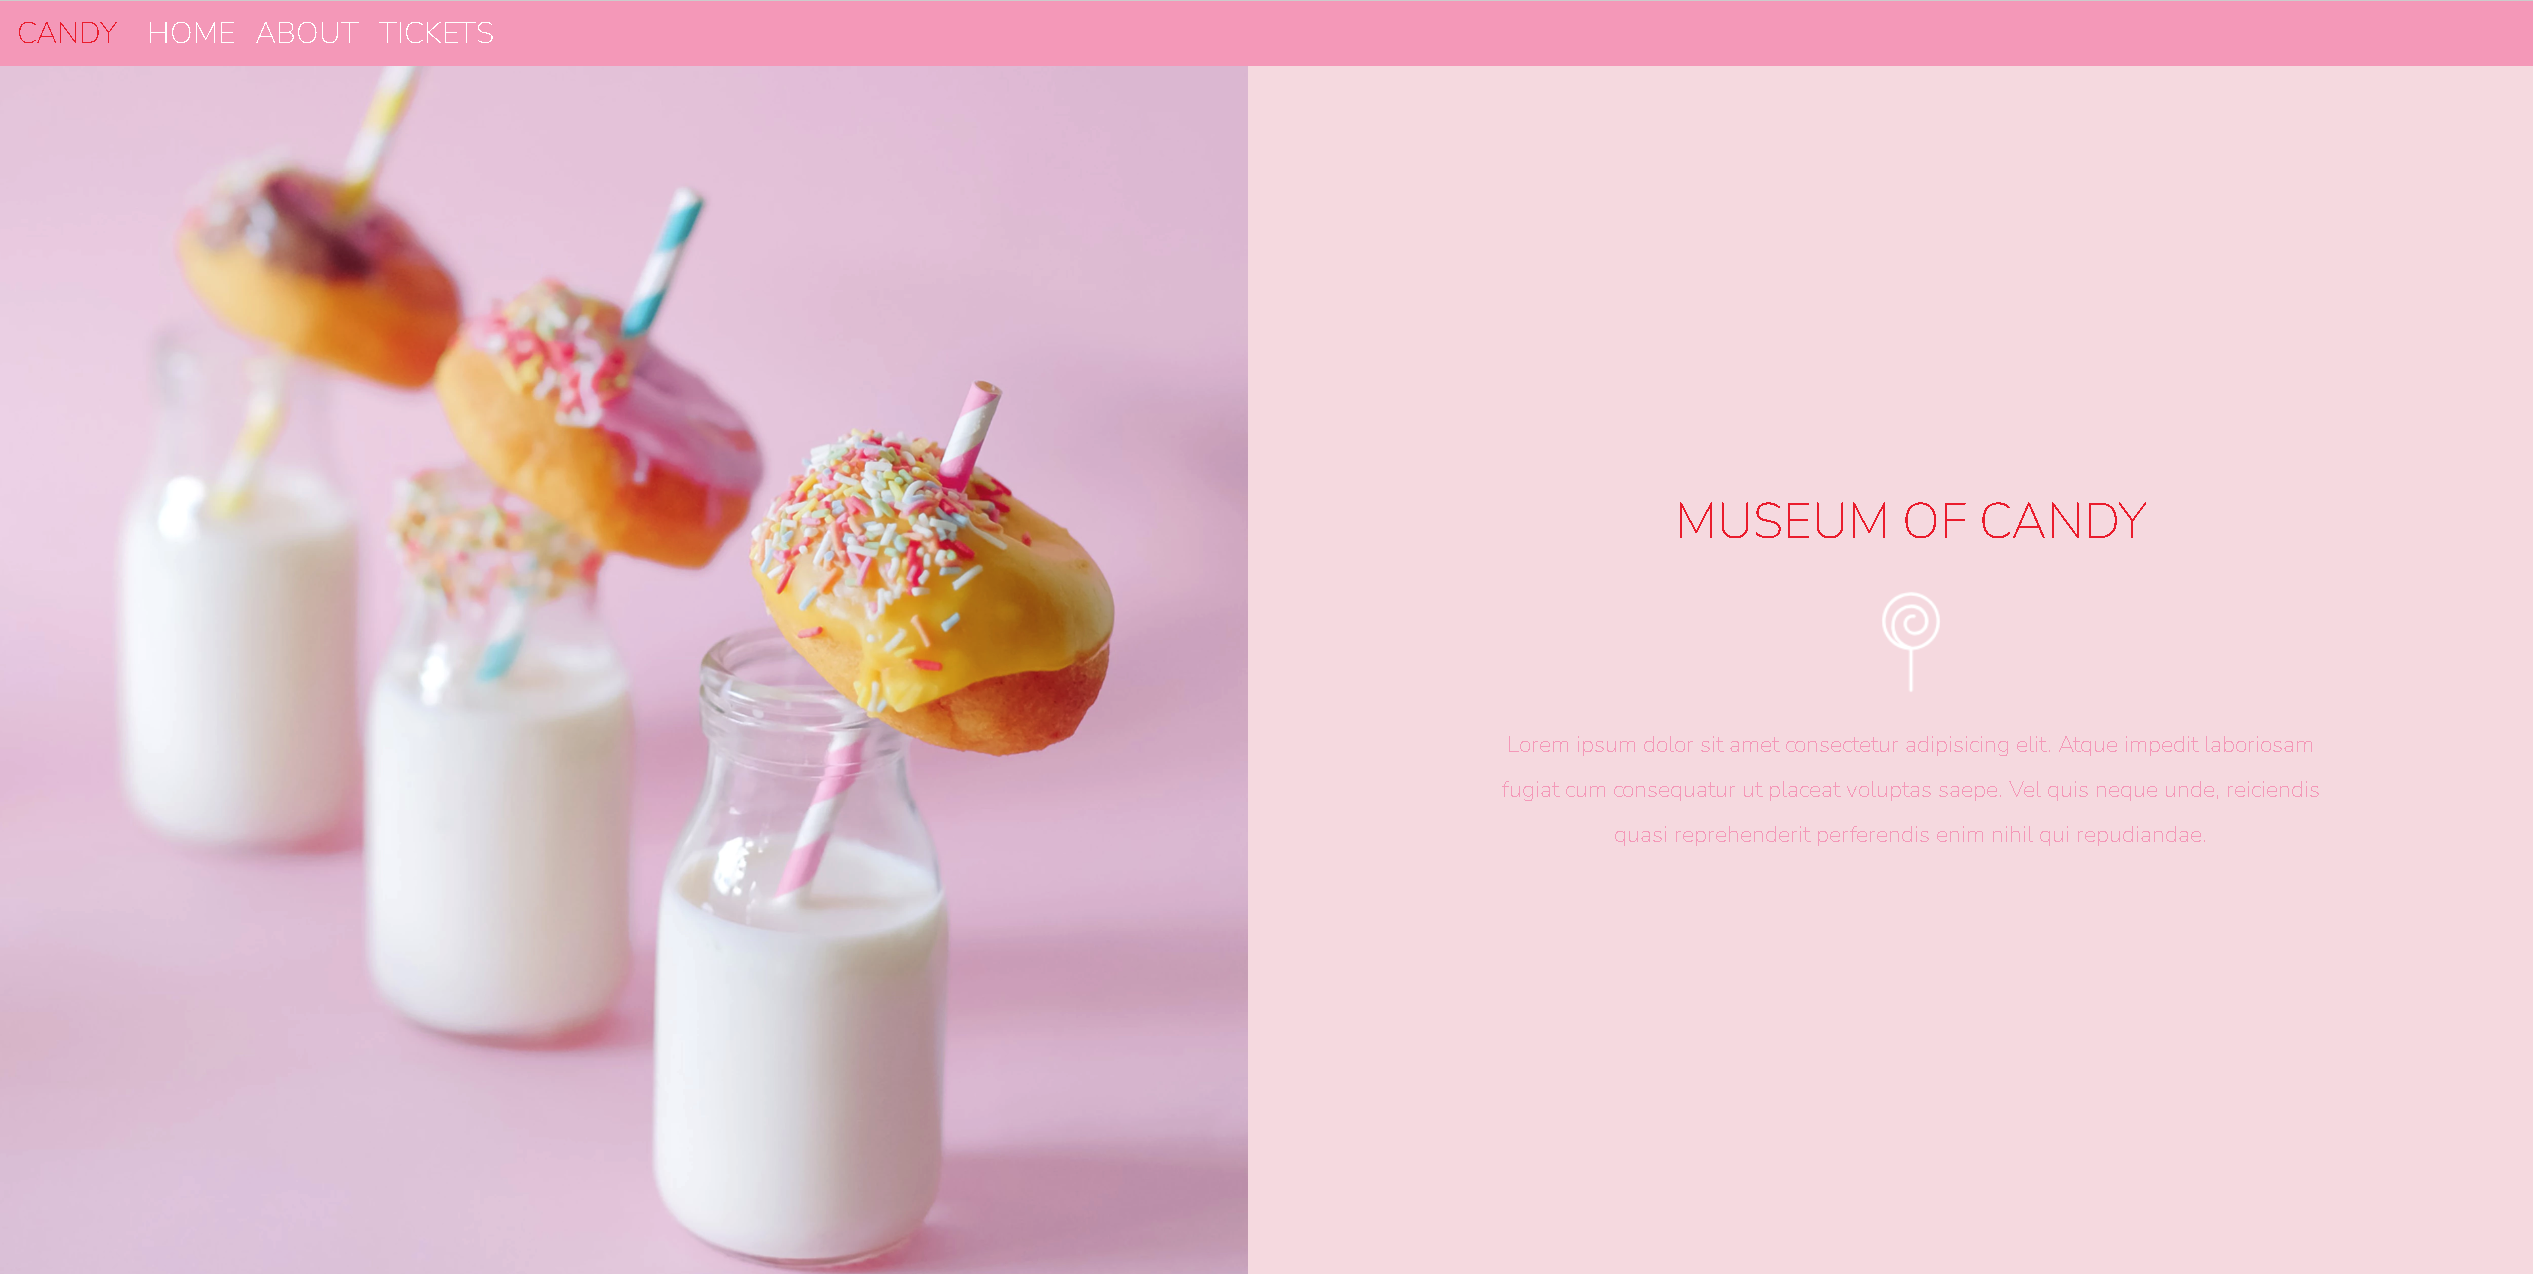 CANDY HOME ABOUT TICKETS
MUSEUM OF CANDY
Lorem ipsum dolor sit amet consectetur adipisicing elit. Atque impedit laboriosam
fugiat cum consequatur ut placeat voluptas saepe. Vel quis neque unde, reiciendis
quasi reprehenderit perferendis enim nihil qui repudiandae.